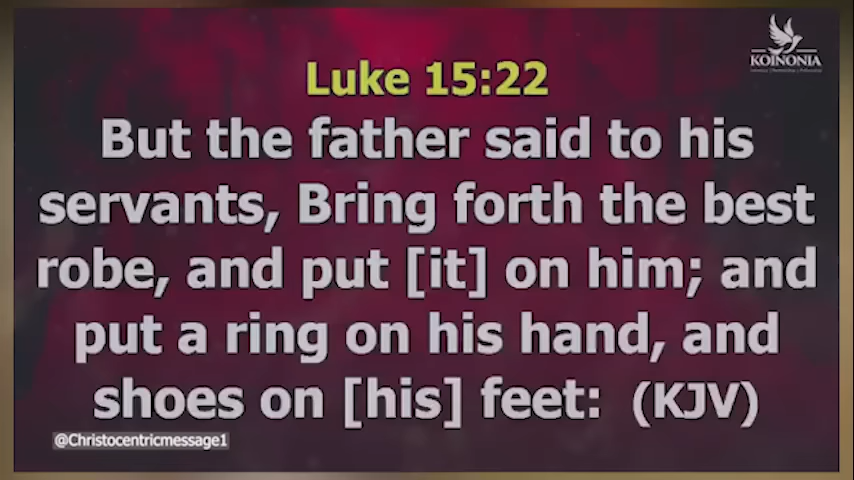 KOINONIA
Luke 15:22
But the father said to his
servants, Bring forth the best
robe, and put [it] on him; and
put a ring on his hand, and
shoes on [his] feet: (KJV)
@Christocentricmessage1